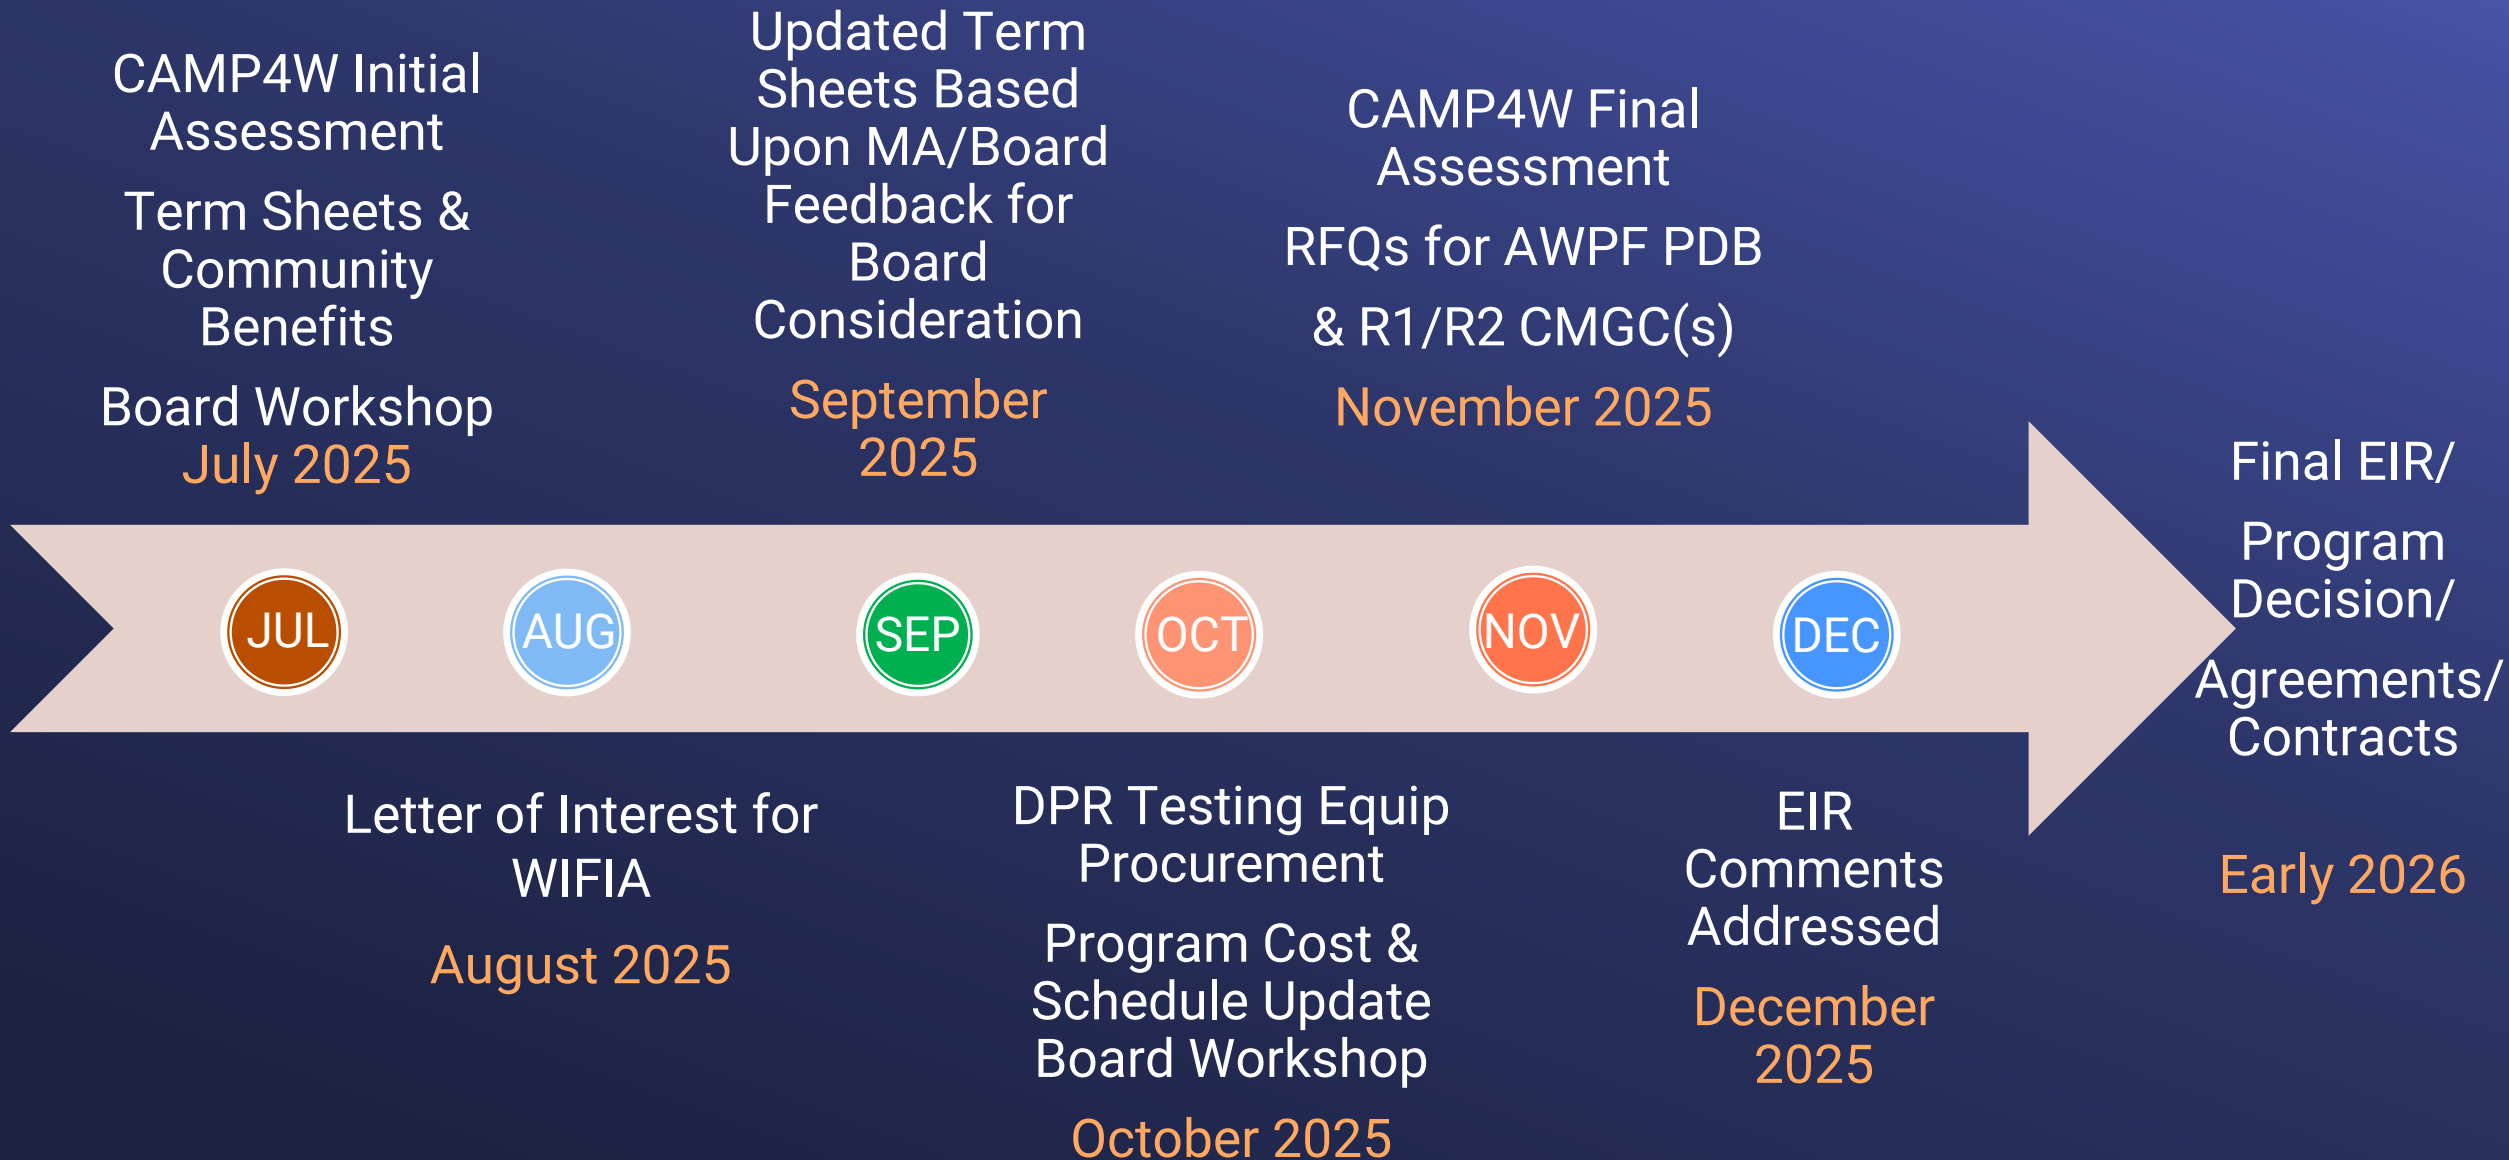 CAMP4W Initial
Assessment
Term Sheets &
Community
Benefits
Board Workshop
July 2025
Updated Term
Sheets Based
Upon MA/Board
Feedback for
Board
Consideration
September
2025
CAMP4W Final
Assessment
RFQs for AWPF PDB
& R1/R2 CMGC(s)
November 2025
JUL
AUG
SEP
OCT
NOV
DEC
Final EIR/
Program
Decision/
Agreements/
Contracts
Early 2026
Letter of Interest for
WIFIA
August 2025
DPR Testing Equip
Procurement
Program Cost &
Schedule Update
Board Workshop
October 2025
EIR
Comments
Addressed
December
2025